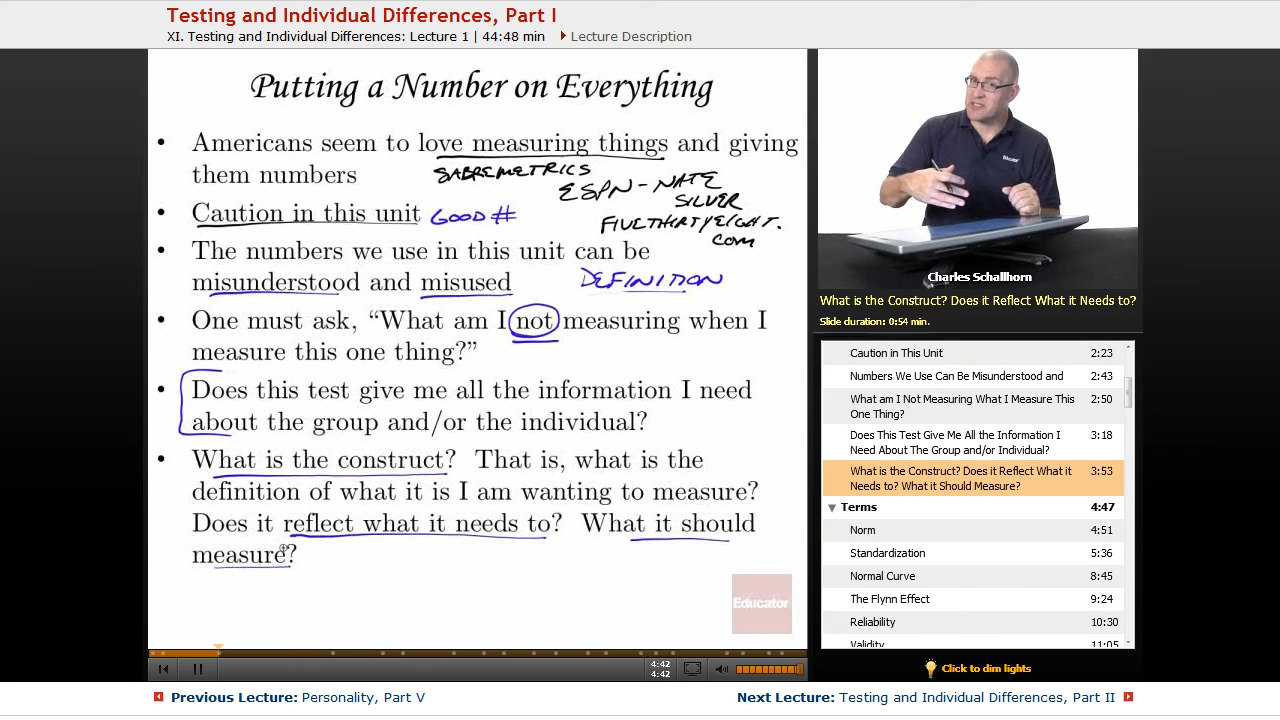 Testing and Individual Differences, Part I
XI. Testing and Individual Differences: Lecture 1 | 44:48 min
Lecture Description
Putting a Number on Everything
• Americans seem to love measuring things and giving
them numbers
SABREMETRICS
ESPN - NATE
SILVER
FIVETHIRTYEIGHT.
COM
• Caution in this unit
GOOD #
• The numbers we use in this unit can be
misunderstood and misused
DEFINITION
• One must ask, “What am I not measuring when I
measure this one thing?”
• Does this test give me all the information I need
about the group and/or the individual?
• What is the construct? That is, what is the
definition of what it is I am wanting to measure?
Does it reflect what it needs to? What it should
measure?
Educator
4:42
4:42
Educator
Charles Schallhorn
What is the Construct? Does it Reflect What it Needs to?
Slide duration: 0:54 min.
Caution in This Unit 2:23
Numbers We Use Can Be Misunderstood and 2:43
What am I Not Measuring What I Measure This 2:50
One Thing?
Does This Test Give Me All the Information I 3:18
Need About The Group and/or Individual?
What is the Construct? Does it Reflect What it 3:53
Needs to? What it Should Measure?
Terms 4:47
Norm 4:51
Standardization 5:36
Normal Curve 8:45
The Flynn Effect 9:24
Reliability 10:30
Validity 11:05
Click to dim lights
Previous Lecture: Personality, Part V
Next Lecture: Testing and Individual Differences, Part II